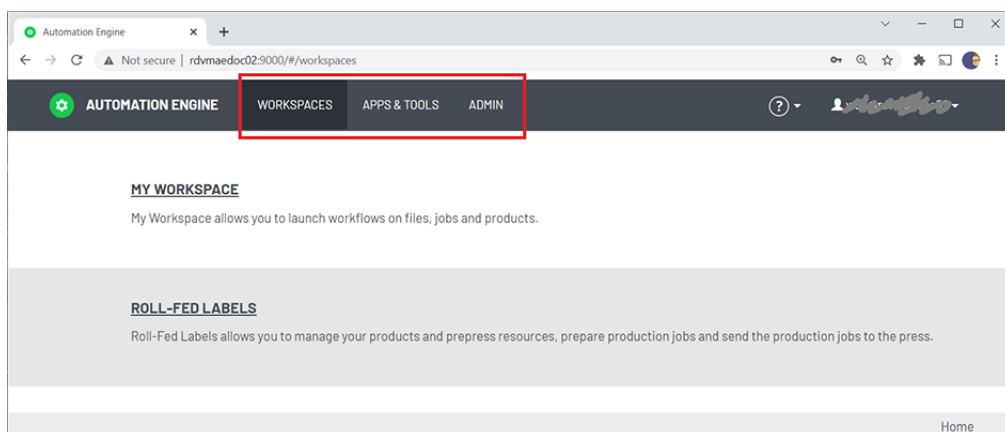 Automation Engine
Not secure | rdvmaedoc02:9000/#/workspaces
AUTOMATION ENGINE WORKSPACES APPS & TOOLS ADMIN
MY WORKSPACE
My Workspace allows you to launch workflows on files, jobs and products.
ROLL-FED LABELS
Roll-Fed Labels allows you to manage your products and prepress resources, prepare production jobs and send the production jobs to the press.
Home